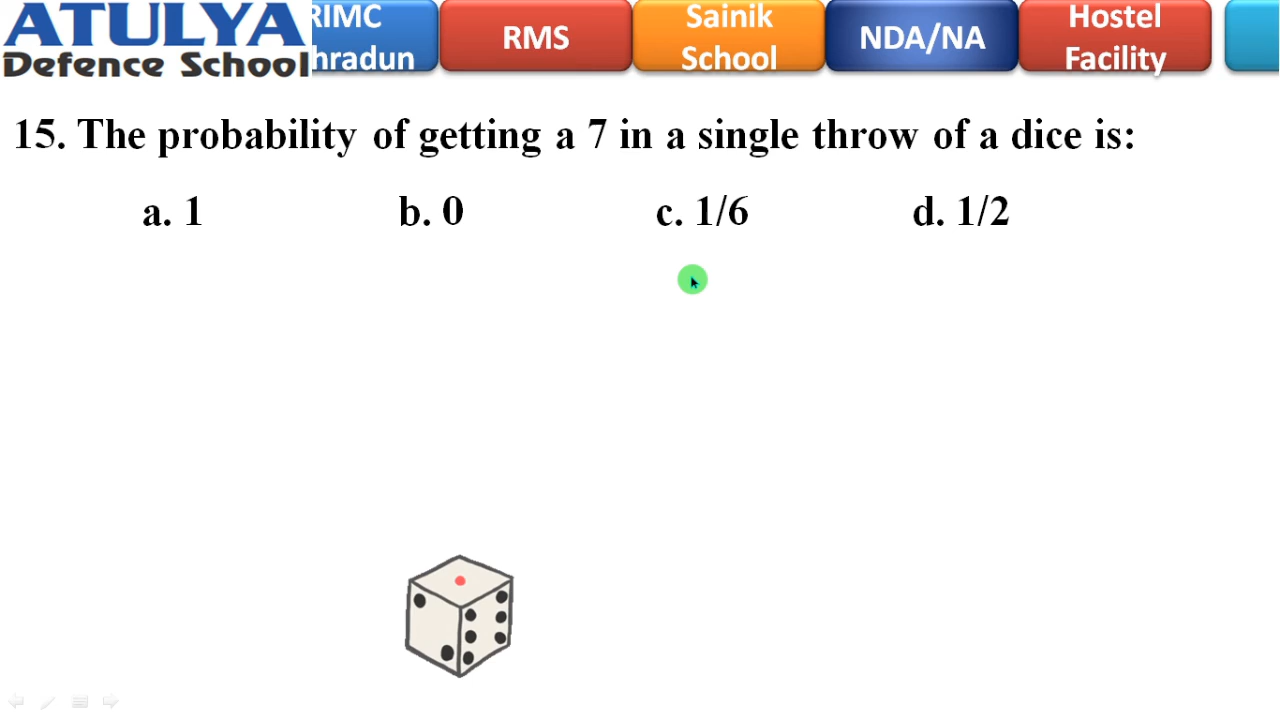 ATULYA
Defence School
RIMC
hradun
RMS
Sainik
School
NDA/NA
Hostel
Facility
15. The probability of getting a 7 in a single throw of a dice is:
a. 1 b. 0 c. 1/6 d. 1/2